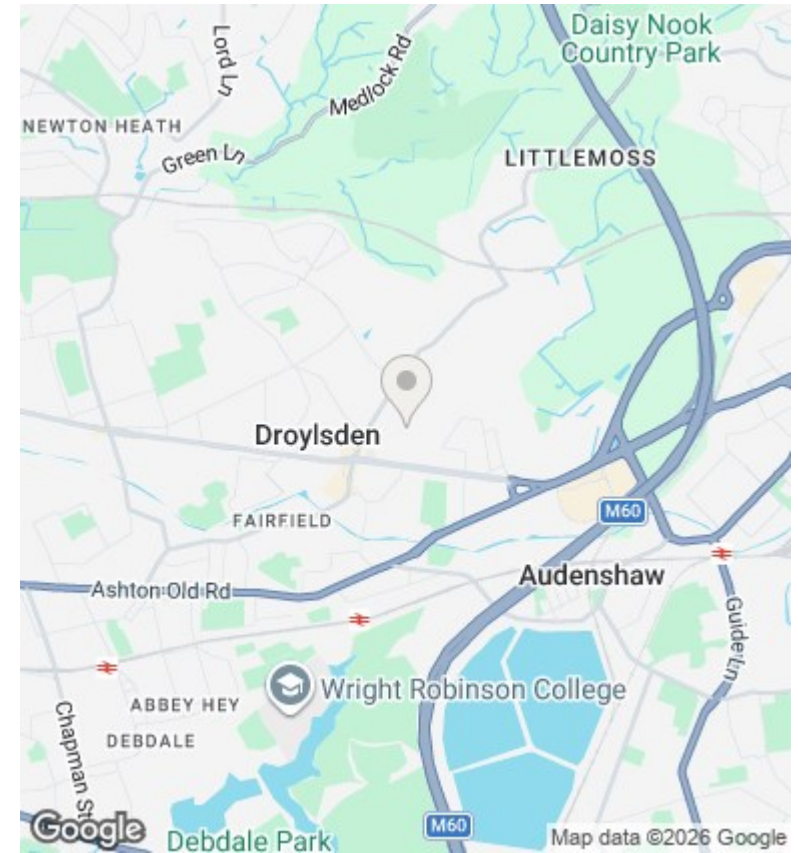 Daisy Nook
Country Park
Lord Ln
Medlock Rd
NEWTON HEATH
Green Ln
LITTLEMOSS
Droylsden
M60
FAIRFIELD
Audenshaw
Ashton Old Rd
Guide Ln
Wright Robinson College
ABBEY HEY
DEBDALE
Chapman St
M60
Google
Debdale Park
Map data ©2026 Google